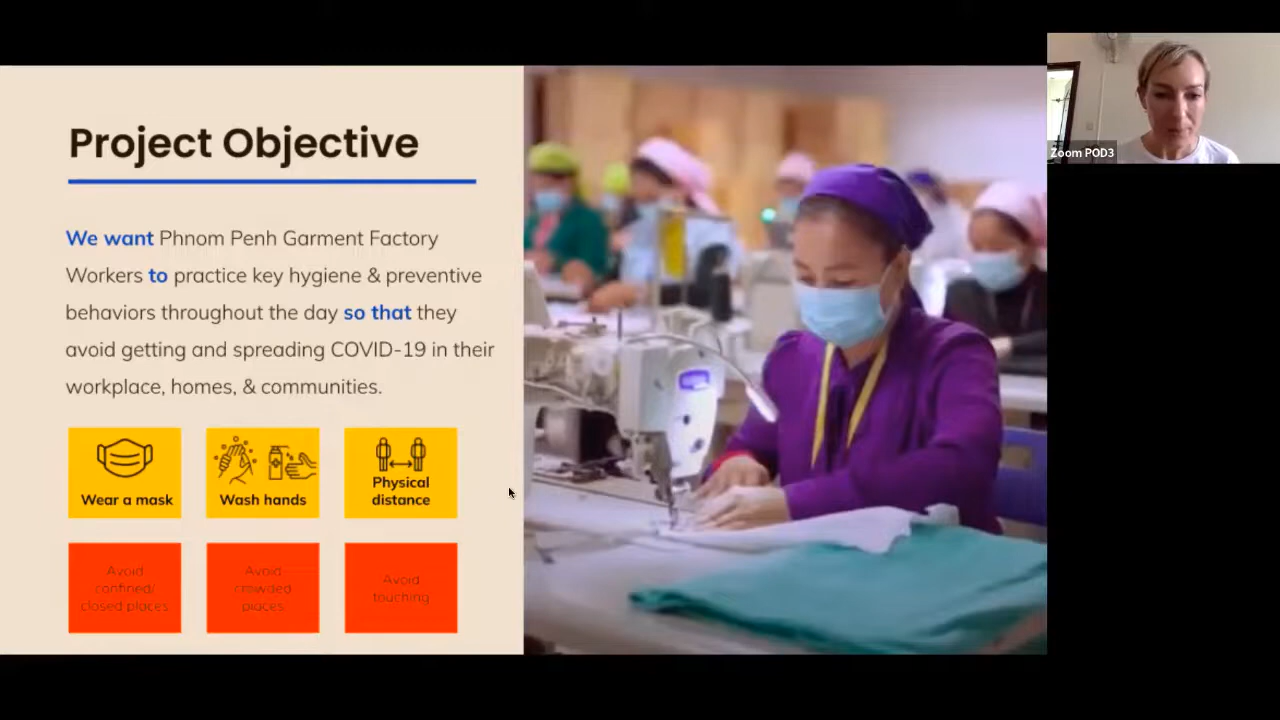 Project Objective
We want Phnom Penh Garment Factory
Workers to practice key hygiene & preventive
behaviors throughout the day so that they
avoid getting and spreading COVID-19 in their
workplace, homes, & communities.
Wear a mask
Wash hands
Physical
distance
Avoid
confined/
closed places
Avoid
crowded
places
Avoid
touching
Zoom POD3